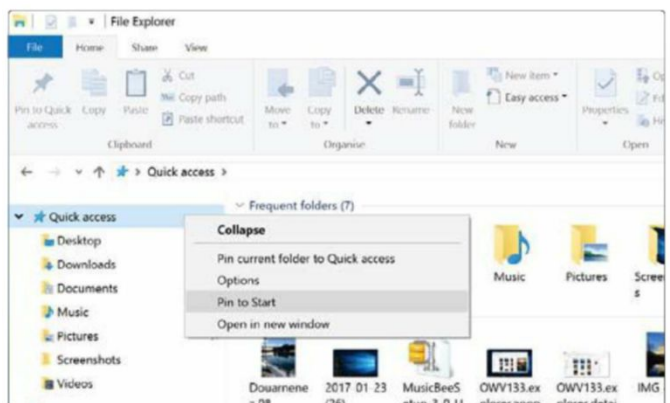 File Explorer
File Home Share View
Pin to Quick access
Copy
Paste
Cut
Copy path
Paste shortcut
Move to
Copy to
Delete
Rename
New folder
New item
Easy access
Properties
Clipboard
Organise
New
Open
Quick access
Frequent folders (7)
Quick access
Desktop
Downloads
Documents
Music
Pictures
Screenshots
Videos
Collapse
Pin current folder to Quick access
Options
Pin to Start
Open in new window
Music
Pictures
Douarnene
2017 01 23
MusicBeeS
OWV133.ex
OWV133.ex
IMG